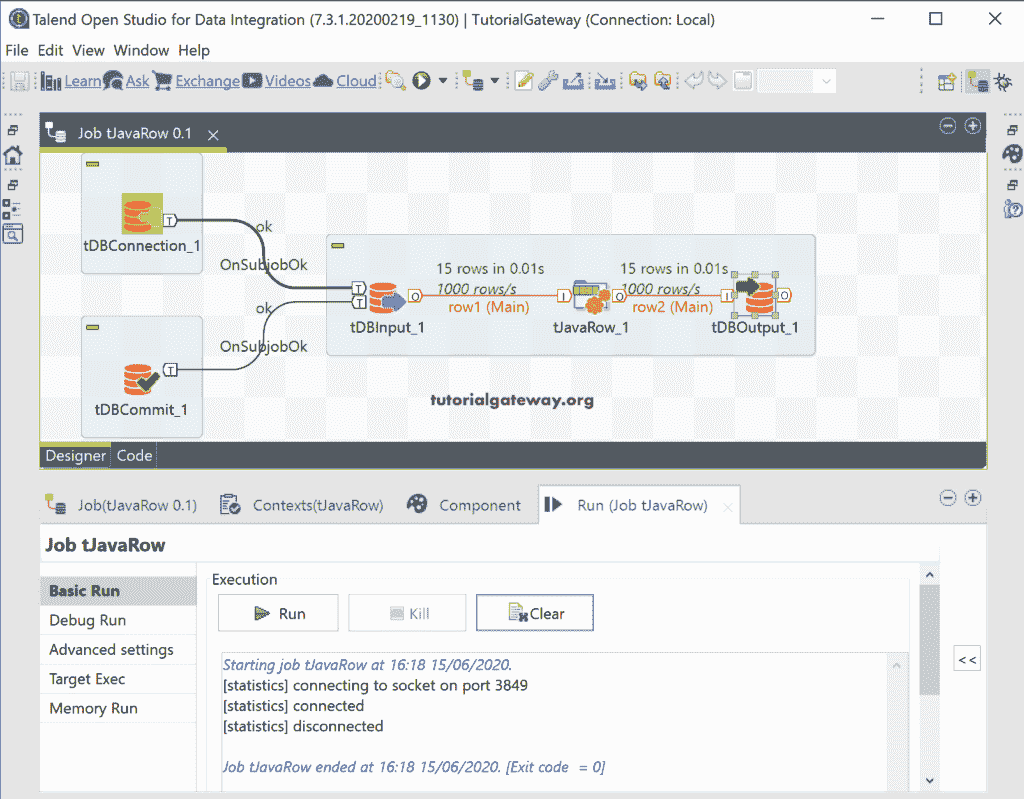 Talend Open Studio for Data Integration (7.3.1.20200219_1130) | TutorialGateway (Connection: Local)
File Edit View Window Help
Learn Ask Exchange Videos Cloud
Job tJavaRow 0.1
ok
tDBConnection_1
OnSubjobOk
15 rows in 0.01s 15 rows in 0.01s
1000 rows/s 1000 rows/s
T T O I O I O
T
ok
row1 (Main) row2 (Main)
tDBInput_1 tJavaRow_1 tDBOutput_1
OnSubjobOk
T
tDBCommit_1
tutorialgateway.org
Designer Code
Job(tJavaRow 0.1) Contexts(tJavaRow) Component Run (Job tJavaRow)
Job tJavaRow
Basic Run
Debug Run
Advanced settings
Target Exec
Memory Run
Execution
Run Kill Clear
<<
Starting job tJavaRow at 16:18 15/06/2020.
[statistics] connecting to socket on port 3849
[statistics] connected
[statistics] disconnected
Job tJavaRow ended at 16:18 15/06/2020. [Exit code  = 0]